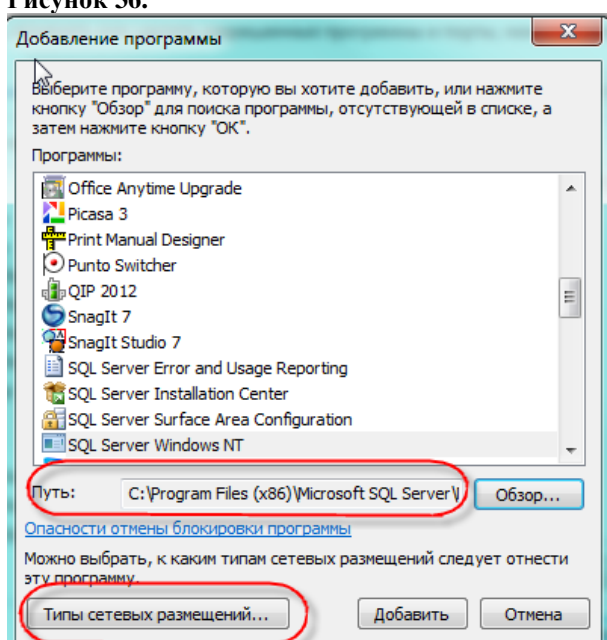 Рисунок 36.
Добавление программы
Выберите программу, которую вы хотите добавить, или нажмите
кнопку "Обзор" для поиска программы, отсутствующей в списке, а
затем нажмите кнопку "ОК".
Программы:
Office Anytime Upgrade
Picasa 3
Print Manual Designer
Punto Switcher
QIP 2012
SnagIt 7
SnagIt Studio 7
SQL Server Error and Usage Reporting
SQL Server Installation Center
SQL Server Surface Area Configuration
SQL Server Windows NT
Путь: C:\Program Files (x86)\Microsoft SQL Server\ Обзор...
Опасности отмены блокировки программы
Можно выбрать, к каким типам сетевых размещений следует отнести
эту программу.
Типы сетевых размещений... Добавить Отмена